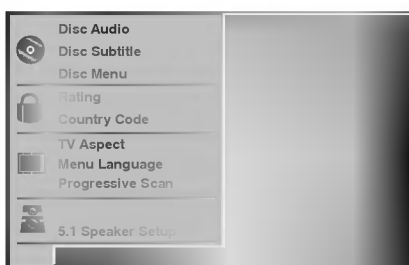 Disc Audio
Disc Subtitle
Disc Menu
Rating
Country Code
TV Aspect
Menu Language
Progressive Scan
5.1 Speaker Setup